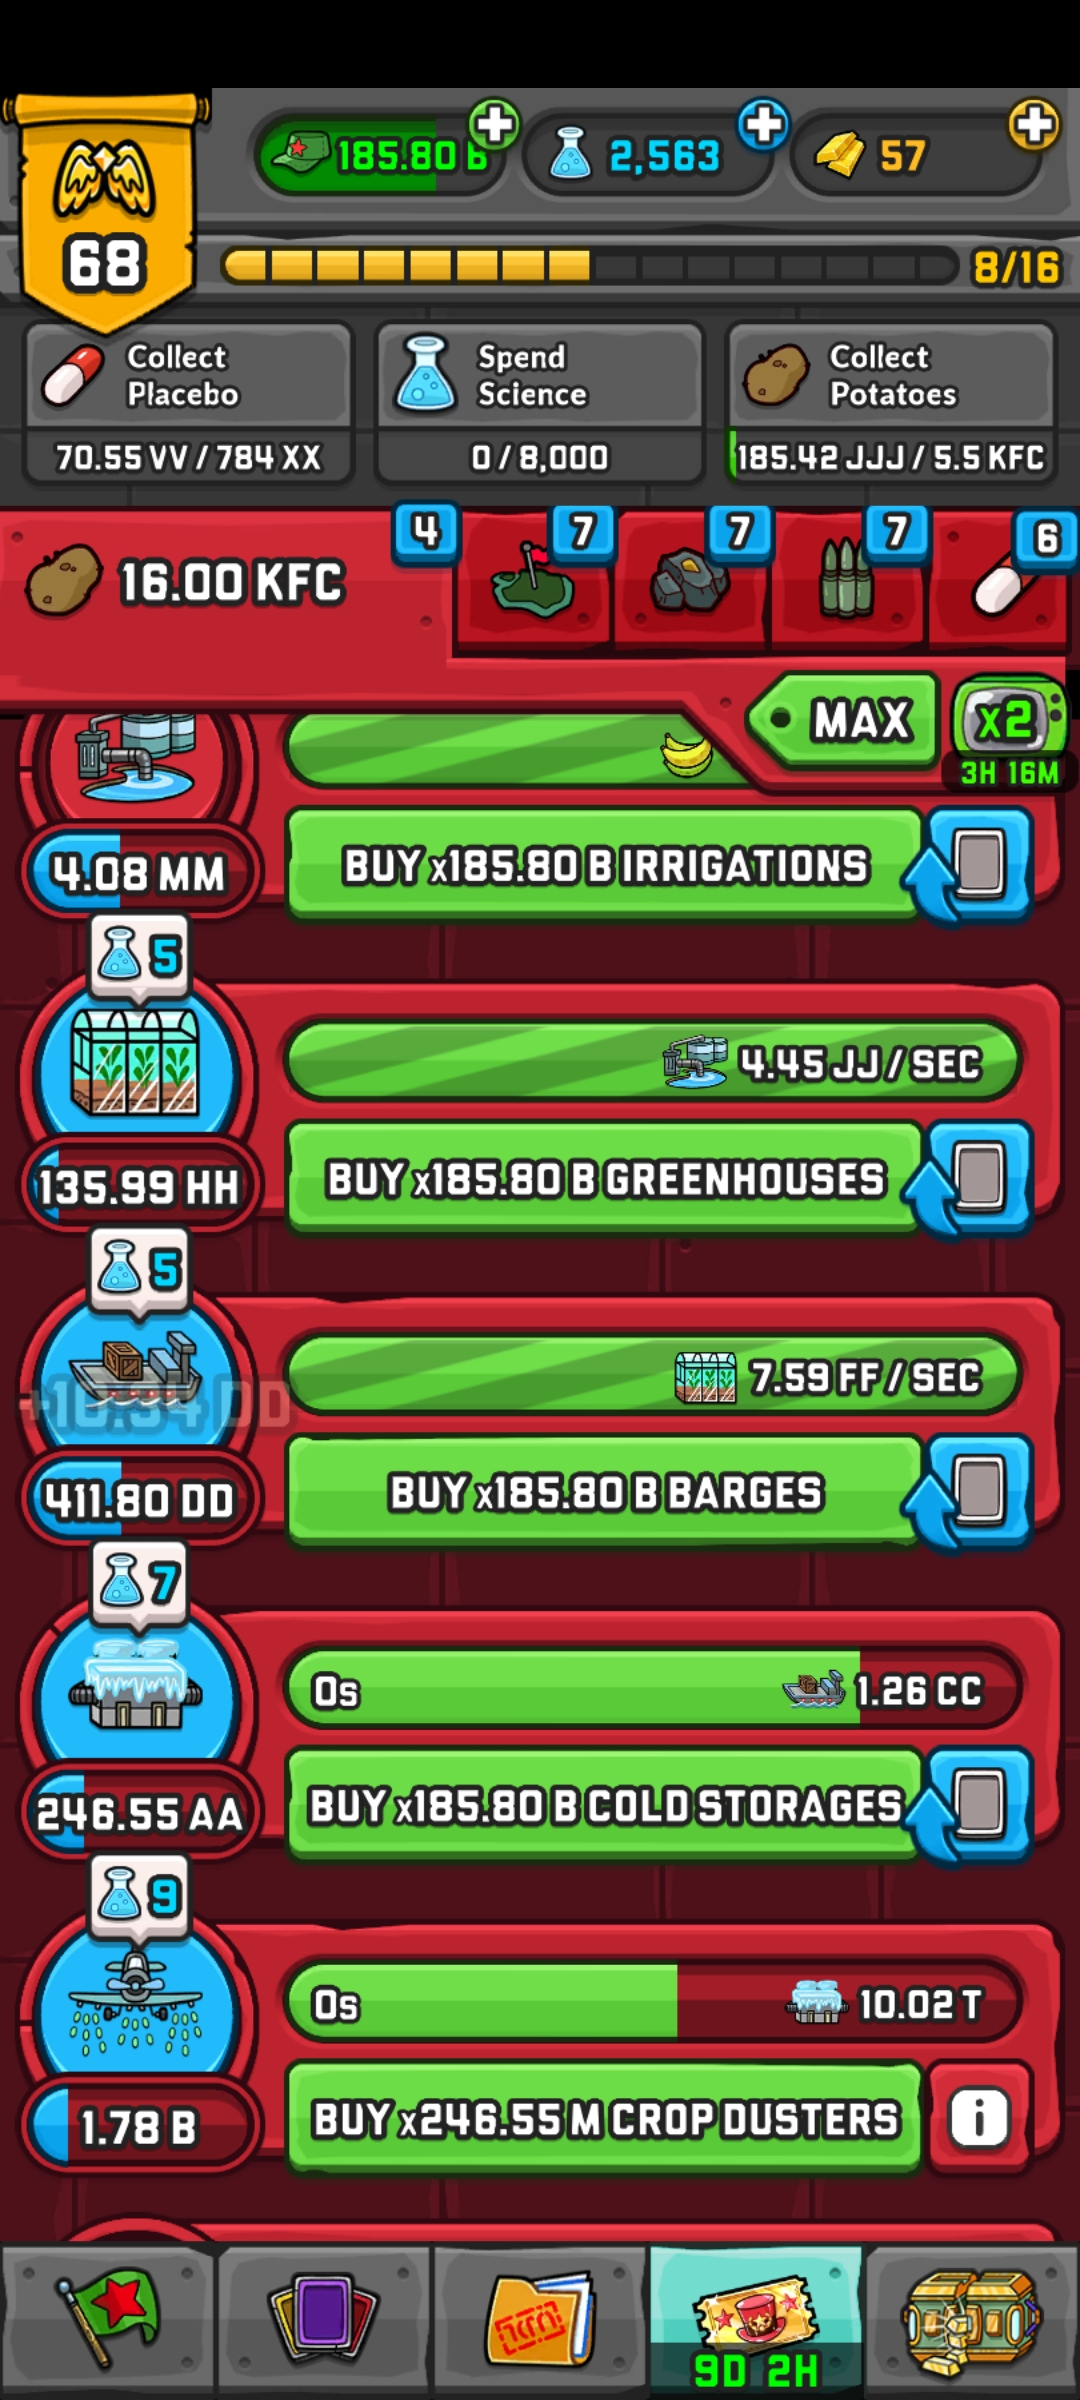 185.80 B
2,563
57
68
8/16
Collect
Placebo
70.55 VV / 784 XX
Spend
Science
0 / 8,000
Collect
Potatoes
185.42 JJJ / 5.5 KFC
16.00 KFC
4
7
7
7
6
MAX
x2
3H 16M
4.08 MM
BUY x185.80 B IRRIGATIONS
5
4.45 JJ / SEC
135.99 HH
BUY x185.80 B GREENHOUSES
5
7.59 FF / SEC
411.80 DD
BUY x185.80 B BARGES
7
0s
1.26 CC
246.55 AA
BUY x185.80 B COLD STORAGES
9
0s
10.02 T
1.78 B
BUY x246.55 M CROP DUSTERS
i
9D 2H